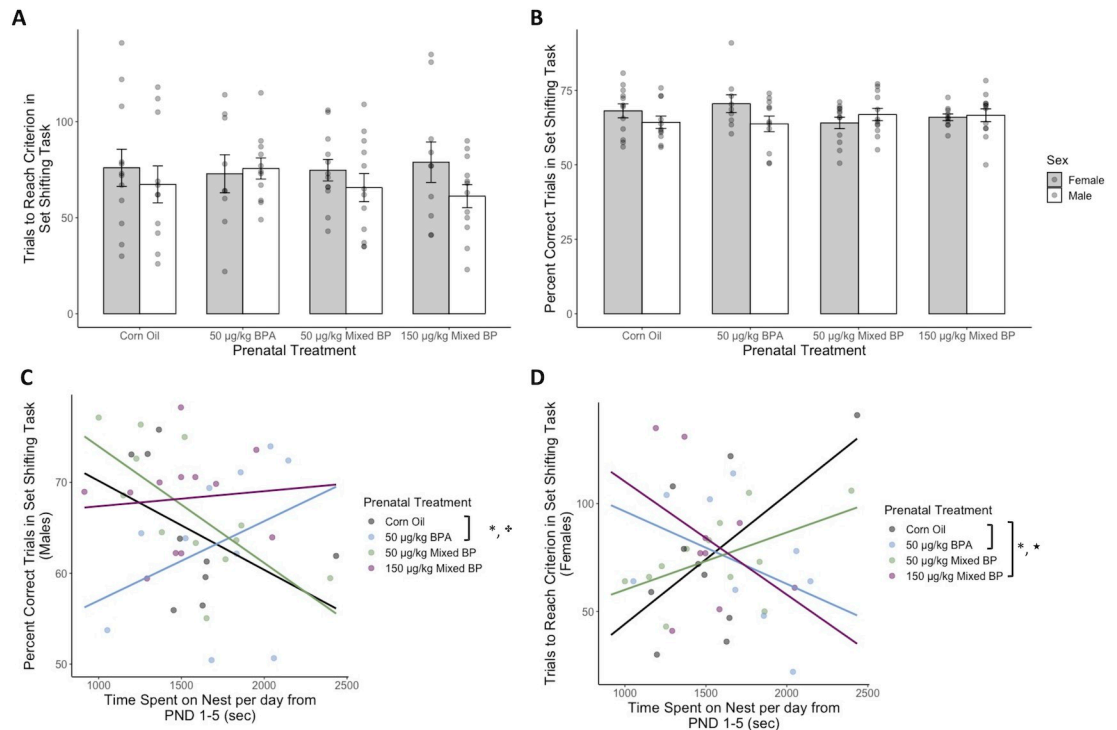 A
Trials to Reach Criterion in
Set Shifting Task
100
50
0
Corn Oil
50 µg/kg BPA
50 µg/kg Mixed BP
150 µg/kg Mixed BP
Prenatal Treatment
B
Percent Correct Trials in Set Shifting Task
75
50
25
0
Corn Oil
50 µg/kg BPA
50 µg/kg Mixed BP
150 µg/kg Mixed BP
Prenatal Treatment
Sex
Female
Male
C
Percent Correct Trials in Set Shifting Task
(Males)
70
60
50
1000
1500
2000
2500
Time Spent on Nest per day from
PND 1-5 (sec)
Prenatal Treatment
Corn Oil
50 µg/kg BPA
50 µg/kg Mixed BP
150 µg/kg Mixed BP
*, ✣
D
Trials to Reach Criterion in Set Shifting Task
(Females)
100
50
1000
1500
2000
2500
Time Spent on Nest per day from
PND 1-5 (sec)
Prenatal Treatment
Corn Oil
50 µg/kg BPA
50 µg/kg Mixed BP
150 µg/kg Mixed BP
*, ★